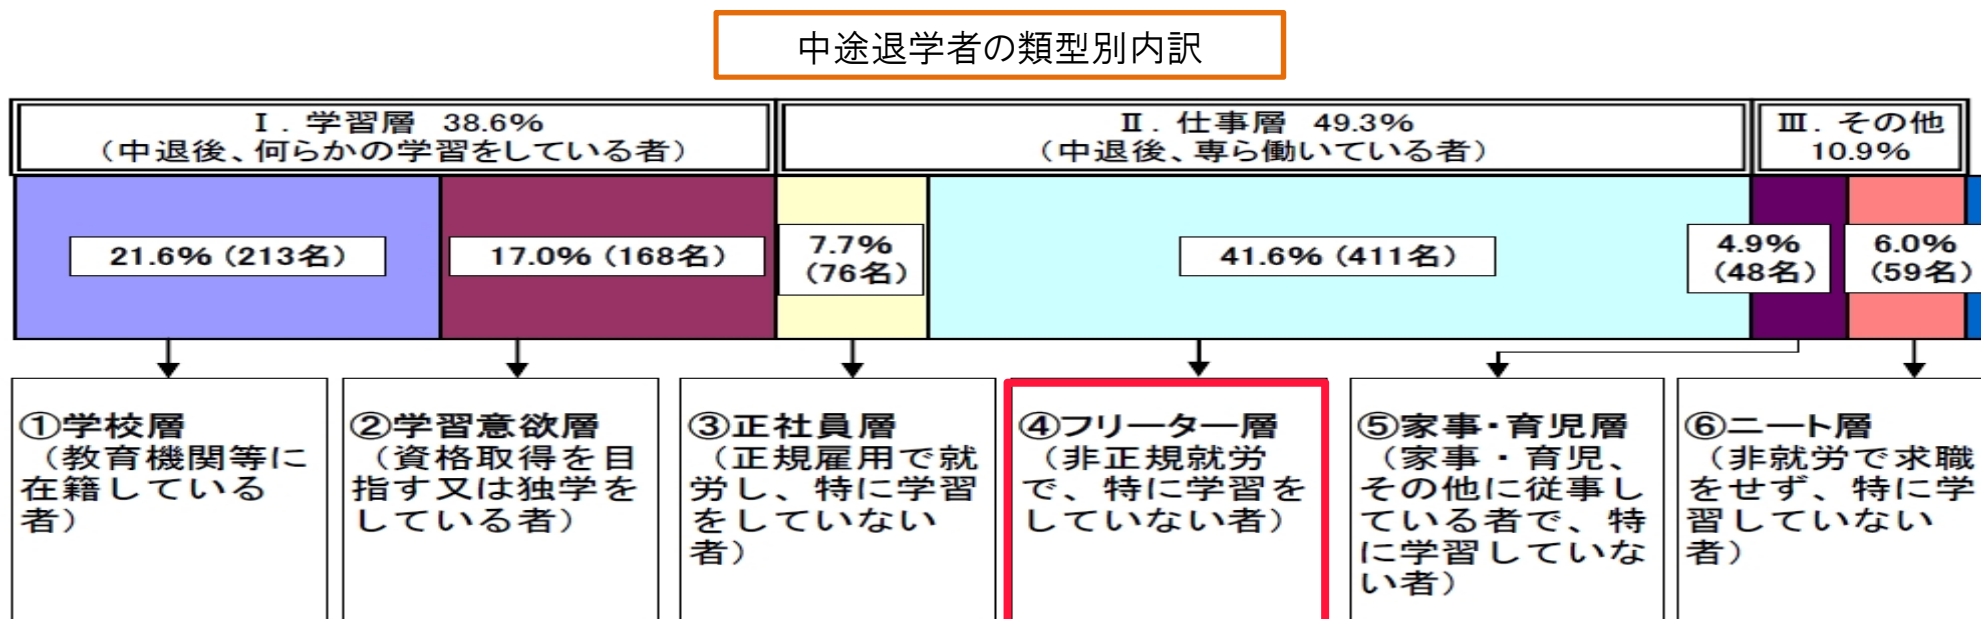 中途退学者の類型別内訳
Ⅰ. 学習層 38.6%
(中退後、何らかの学習をしている者)
Ⅱ. 仕事層 49.3%
(中退後、専ら働いている者)
Ⅲ. その他
10.9%
21.6% (213名)
17.0% (168名)
7.7%
(76名)
41.6% (411名)
4.9%
(48名)
6.0%
(59名)
①学校層
(教育機関等に
在籍している
者)
②学習意欲層
(資格取得を目
指す又は独学を
している者)
③正社員層
(正規雇用で就
労し、特に学習
をしていない
者)
④フリーター層
(非正規就労
で、特に学習を
していない者)
⑤家事・育児層
(家事・育児、
その他に従事し
ている者で、特
に学習していな
い者)
⑥ニート層
(非就労で求職
をせず、特に学
習していない
者)